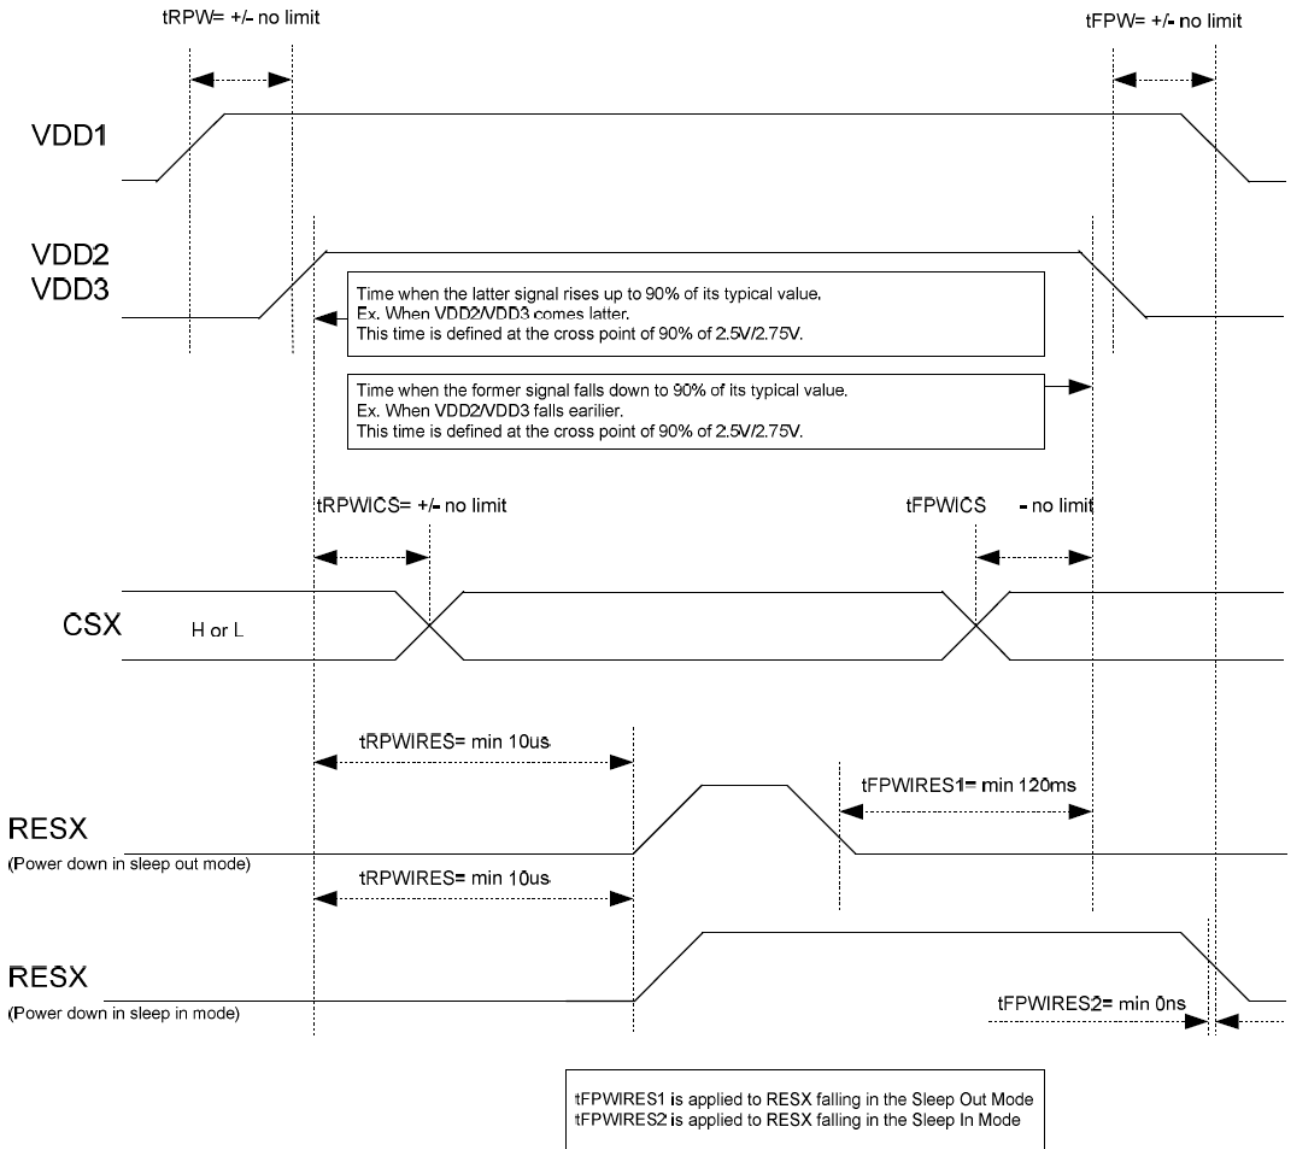 tRPW= +/- no limit
tFPW= +/- no limit
VDD1
VDD2
VDD3
Time when the latter signal rises up to 90% of its typical value.
Ex. When VDD2/VDD3 comes latter.
This time is defined at the cross point of 90% of 2.5V/2.75V.
Time when the former signal falls down to 90% of its typical value.
Ex. When VDD2/VDD3 falls earilier.
This time is defined at the cross point of 90% of 2.5V/2.75V.
tRPWICS= +/- no limit
tFPWICS - no limit
CSX
H or L
tRPWIRES= min 10us
tFPWIRES1= min 120ms
RESX
(Power down in sleep out mode)
tRPWIRES= min 10us
RESX
(Power down in sleep in mode)
tFPWIRES2= min 0ns
tFPWIRES1 is applied to RESX falling in the Sleep Out Mode
tFPWIRES2 is applied to RESX falling in the Sleep In Mode